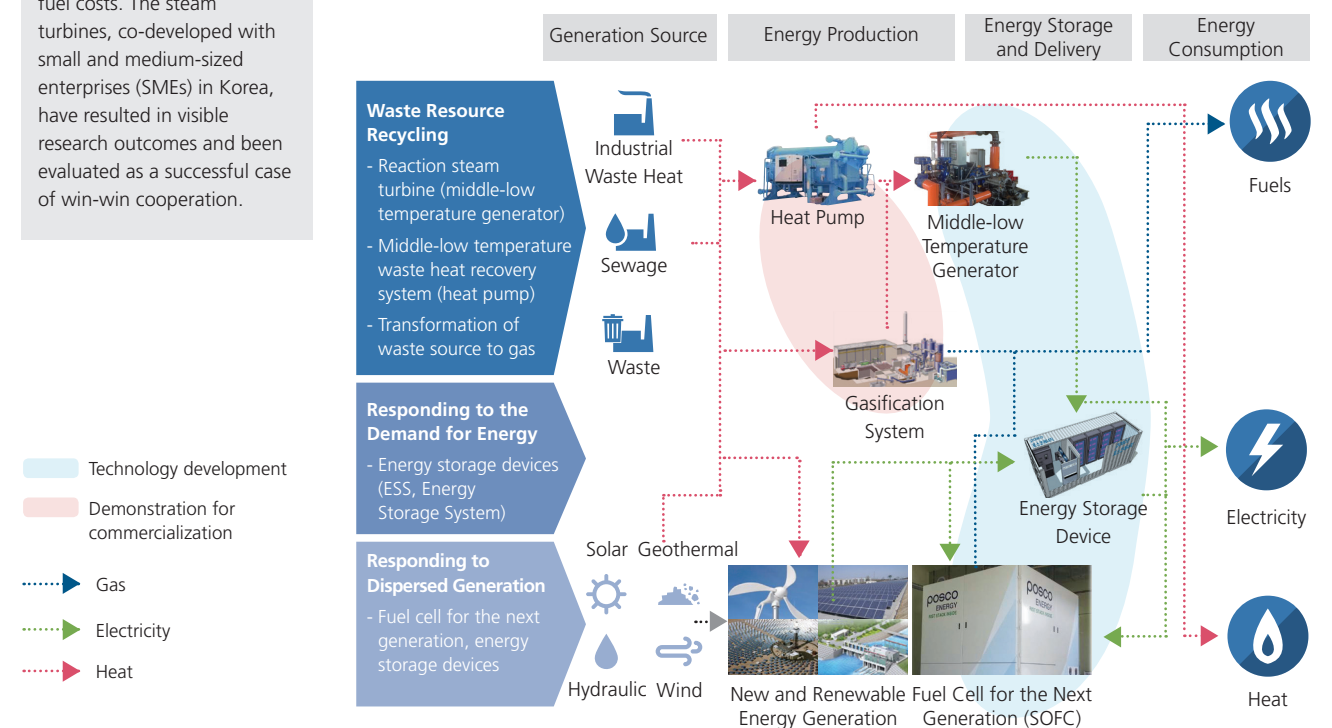 fuel costs. The steam
turbines, co-developed with
small and medium-sized
enterprises (SMEs) in Korea,
have resulted in visible
research outcomes and been
evaluated as a successful case
of win-win cooperation.
Technology development
Demonstration for
commercialization
Gas
Electricity
Heat
Generation Source
Energy Production
Energy Storage
and Delivery
Energy
Consumption
Waste Resource
Recycling
- Reaction steam
turbine (middle-low
temperature generator)
- Middle-low temperature
waste heat recovery
system (heat pump)
- Transformation of
waste source to gas
Responding to the
Demand for Energy
- Energy storage devices
(ESS, Energy
Storage System)
Responding to
Dispersed Generation
- Fuel cell for the next
generation, energy
storage devices
Industrial
Waste Heat
Sewage
Waste
Solar Geothermal
Hydraulic Wind
Heat Pump
Middle-low
Temperature
Generator
Gasification
System
Energy Storage
Device
New and Renewable
Energy Generation
posco
ENERGY
posco
ENERGY
Fuel Cell for the Next
Generation (SOFC)
Fuels
Electricity
Heat